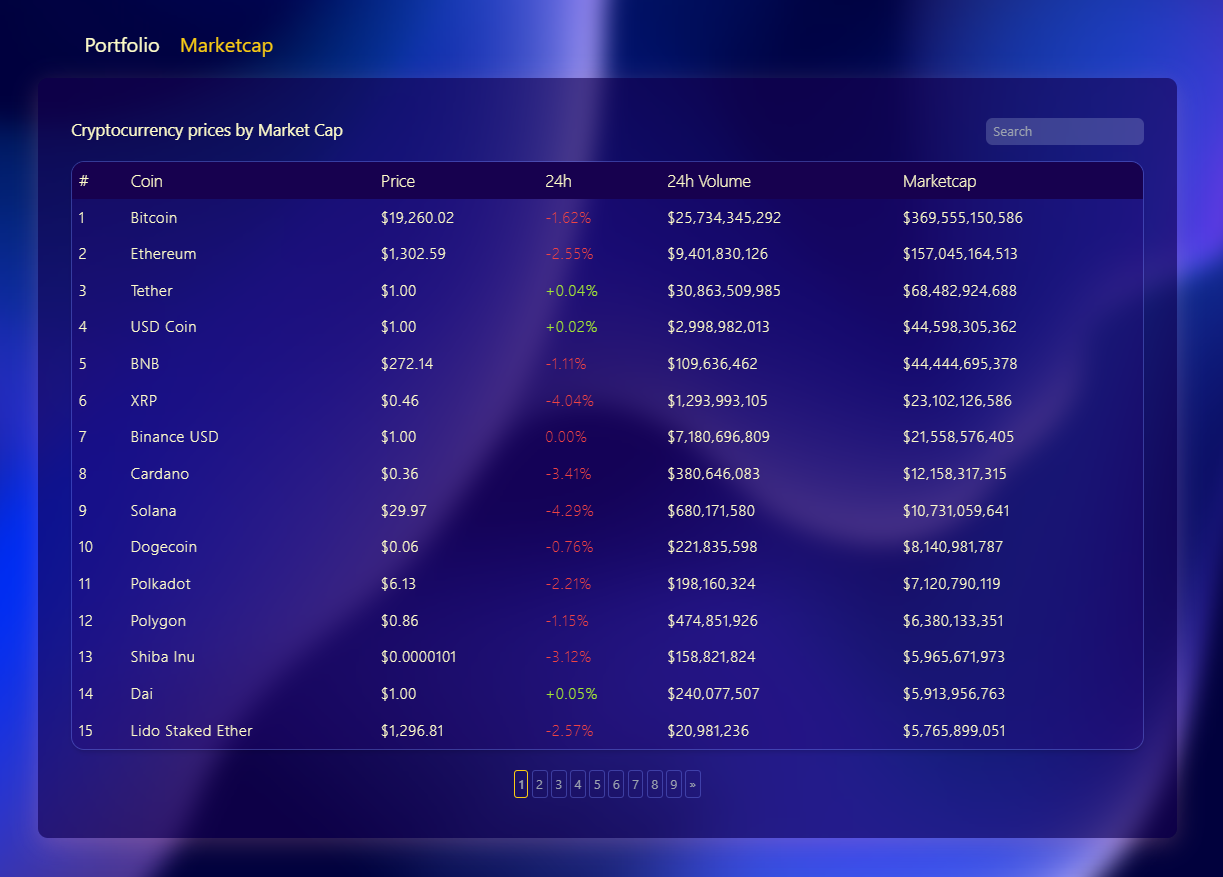 Portfolio Marketcap
Cryptocurrency prices by Market Cap Search
# Coin Price 24h 24h Volume Marketcap
1 Bitcoin $19,260.02 -1.62% $25,734,345,292 $369,555,150,586
2 Ethereum $1,302.59 -2.55% $9,401,830,126 $157,045,164,513
3 Tether $1.00 +0.04% $30,863,509,985 $68,482,924,688
4 USD Coin $1.00 +0.02% $2,998,982,013 $44,598,305,362
5 BNB $272.14 -1.11% $109,636,462 $44,444,695,378
6 XRP $0.46 -4.04% $1,293,993,105 $23,102,126,586
7 Binance USD $1.00 0.00% $7,180,696,809 $21,558,576,405
8 Cardano $0.36 -3.41% $380,646,083 $12,158,317,315
9 Solana $29.97 -4.29% $680,171,580 $10,731,059,641
10 Dogecoin $0.06 -0.76% $221,835,598 $8,140,981,787
11 Polkadot $6.13 -2.21% $198,160,324 $7,120,790,119
12 Polygon $0.86 -1.15% $474,851,926 $6,380,133,351
13 Shiba Inu $0.0000101 -3.12% $158,821,824 $5,965,671,973
14 Dai $1.00 +0.05% $240,077,507 $5,913,956,763
15 Lido Staked Ether $1,296.81 -2.57% $20,981,236 $5,765,899,051
1 2 3 4 5 6 7 8 9 »